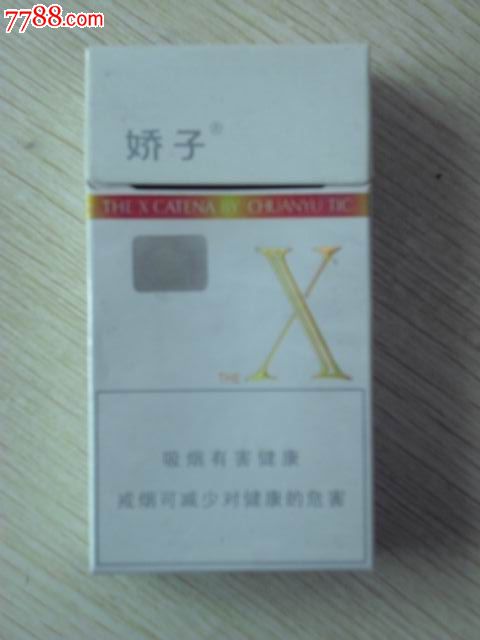 7788.com
娇子®
THE X CATENA BY CHUANYU TIC
X
THE
吸烟有害健康
戒烟可减少对健康的危害